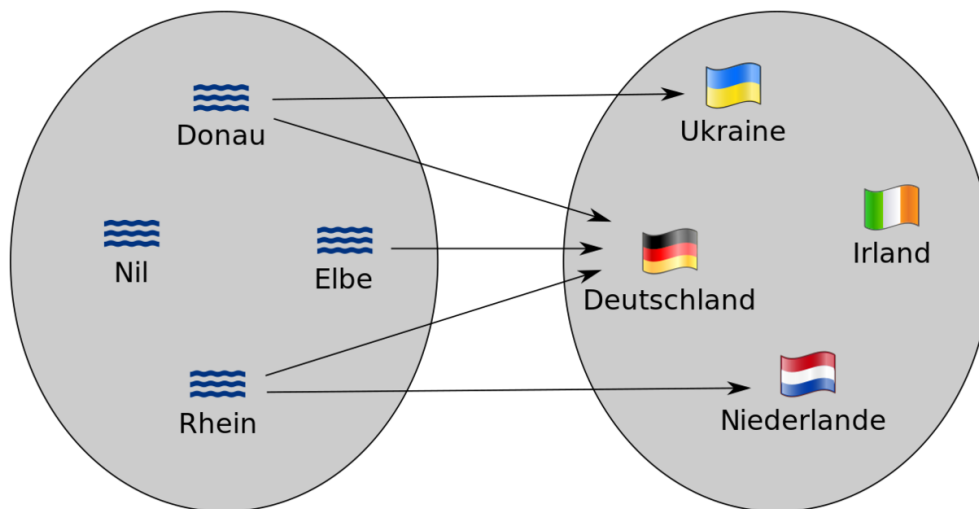 Donau
Nil
Elbe
Rhein
Ukraine
Irland
Deutschland
Niederlande